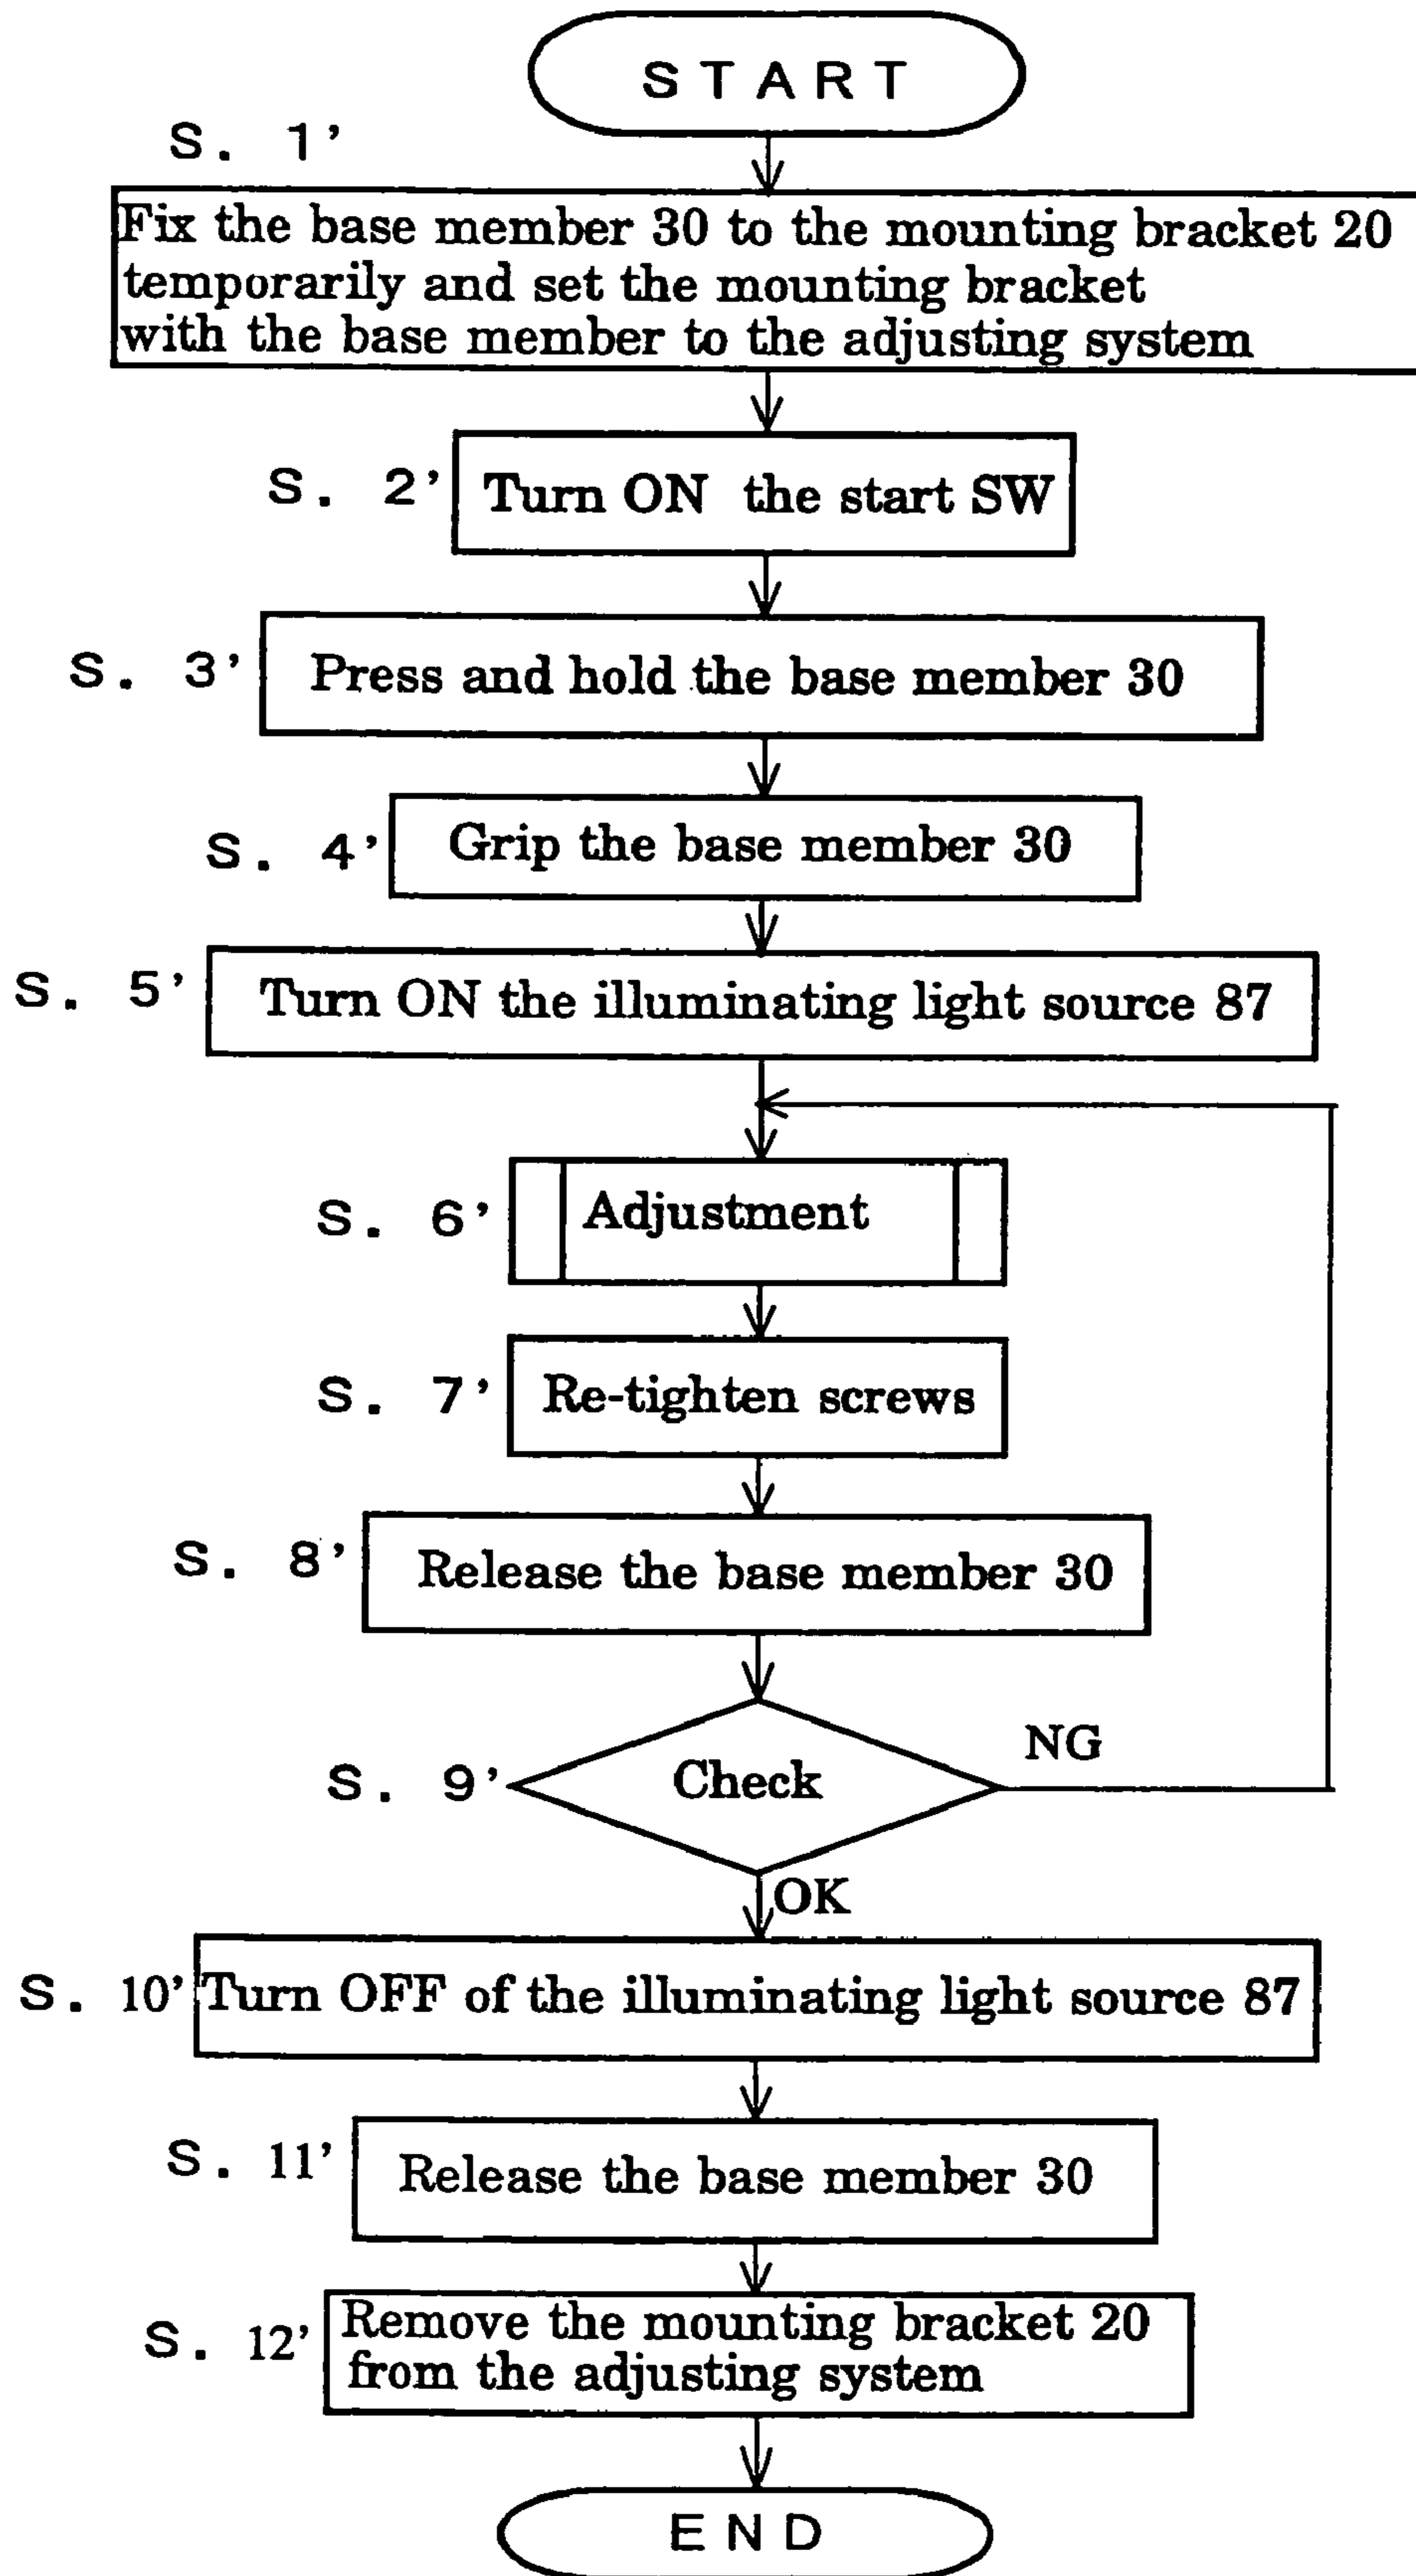 START
S. 1'
Fix the base member 30 to the mounting bracket 20
temporarily and set the mounting bracket
with the base member to the adjusting system
S. 2' Turn ON the start SW
S. 3' Press and hold the base member 30
S. 4' Grip the base member 30
S. 5' Turn ON the illuminating light source 87
S. 6' Adjustment
S. 7' Re-tighten screws
S. 8' Release the base member 30
NG
S. 9' Check
OK
S. 10' Turn OFF of the illuminating light source 87
S. 11' Release the base member 30
S. 12' Remove the mounting bracket 20
from the adjusting system
END